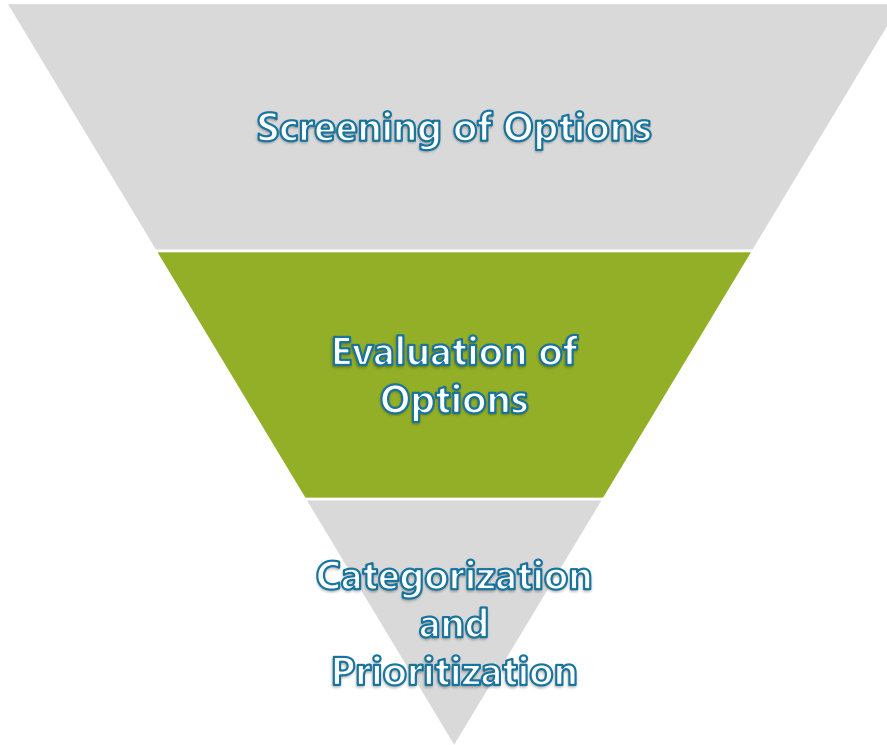 Screening of Options
Evaluation of
Options
Categorization
and
Prioritization